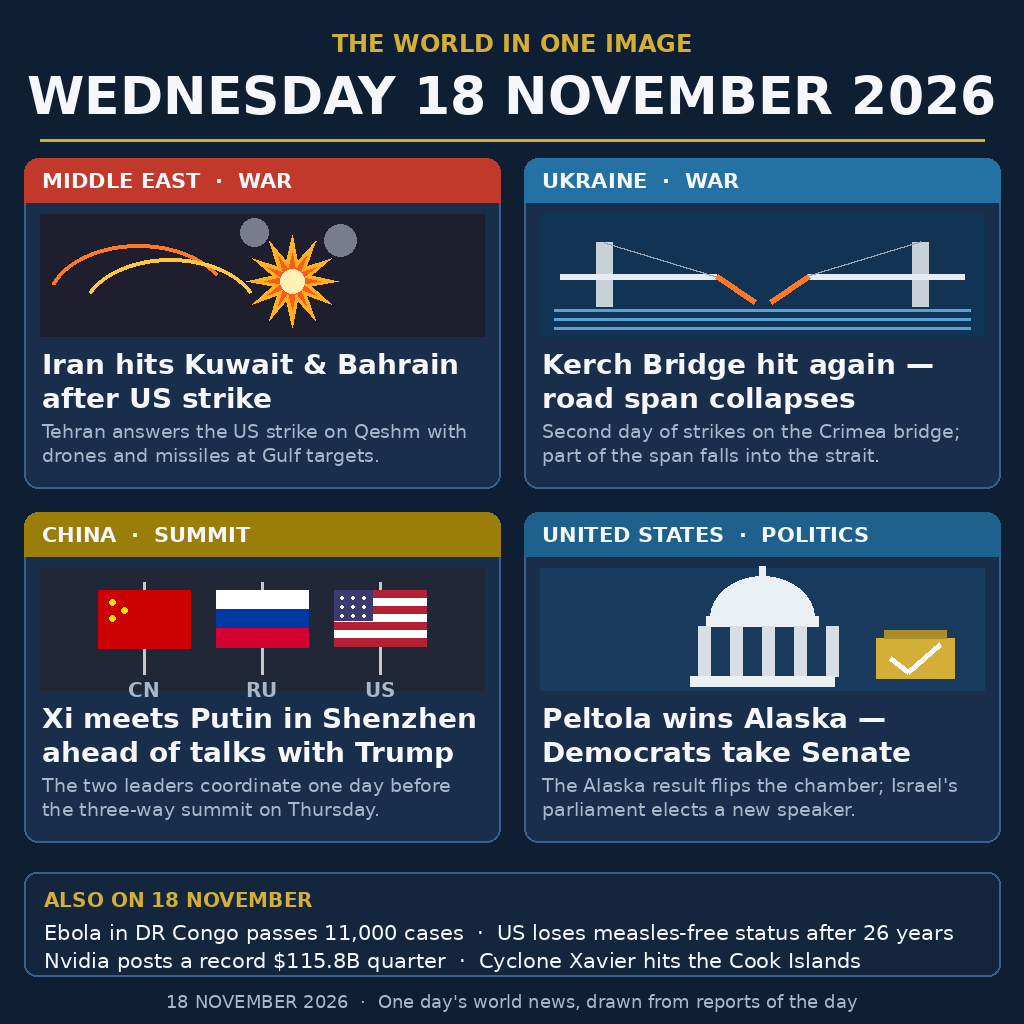 THE WORLD IN ONE IMAGE
WEDNESDAY 18 NOVEMBER 2026
MIDDLE EAST · WAR
Iran hits Kuwait & Bahrain
after US strike
Tehran answers the US strike on Qeshm with
drones and missiles at Gulf targets.
UKRAINE · WAR
Kerch Bridge hit again —
road span collapses
Second day of strikes on the Crimea bridge;
part of the span falls into the strait.
CHINA · SUMMIT
CN RU US
Xi meets Putin in Shenzhen
ahead of talks with Trump
The two leaders coordinate one day before
the three-way summit on Thursday.
UNITED STATES · POLITICS
Peltola wins Alaska —
Democrats take Senate
The Alaska result flips the chamber; Israel's
parliament elects a new speaker.
ALSO ON 18 NOVEMBER
Ebola in DR Congo passes 11,000 cases · US loses measles-free status after 26 years
Nvidia posts a record $115.8B quarter · Cyclone Xavier hits the Cook Islands
18 NOVEMBER 2026 · One day's world news, drawn from reports of the day